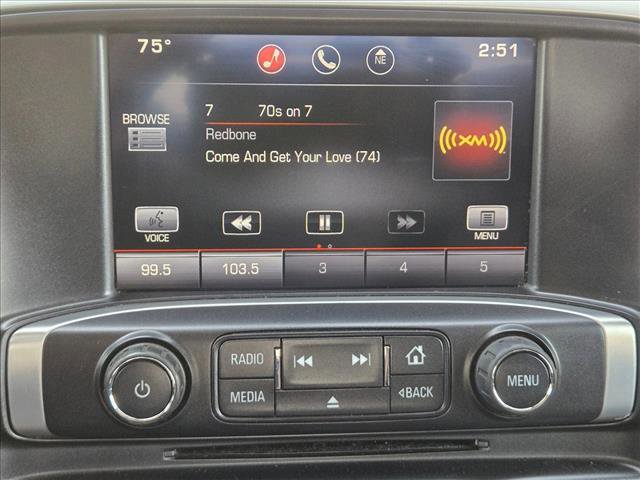 75° 2:51
NE
7 70s on 7
BROWSE
Redbone
Come And Get Your Love (74)
((((XM))))
VOICE
MENU
99.5 103.5 3 4 5
RADIO
MEDIA
BACK
MENU